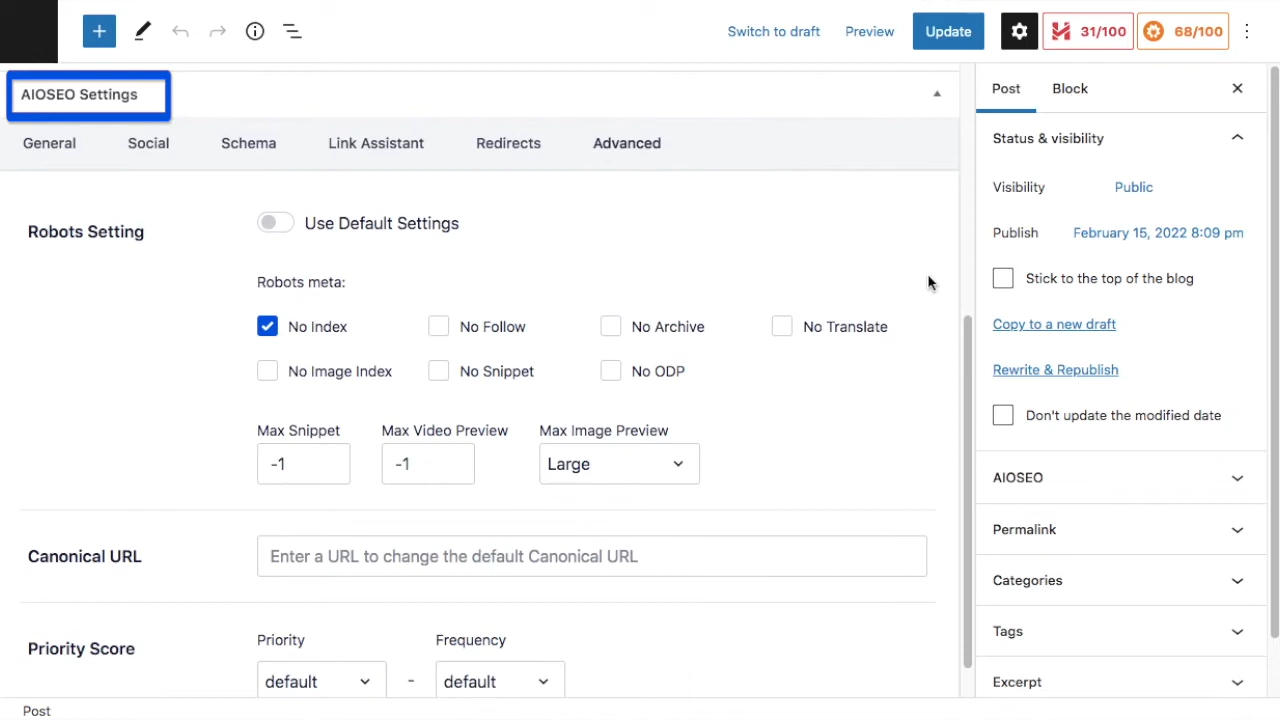 Switch to draft Preview Update 31/100 68/100
AIOSEO Settings
General Social Schema Link Assistant Redirects Advanced
Robots Setting
Use Default Settings
Robots meta:
No Index No Follow No Archive No Translate
No Image Index No Snippet No ODP
Max Snippet Max Video Preview Max Image Preview
-1 -1 Large
Canonical URL
Enter a URL to change the default Canonical URL
Priority Score
Priority Frequency
default - default
Post Block
Status & visibility
Visibility Public
Publish February 15, 2022 8:09 pm
Stick to the top of the blog
Copy to a new draft
Rewrite & Republish
Don't update the modified date
AIOSEO
Permalink
Categories
Tags
Excerpt
Post